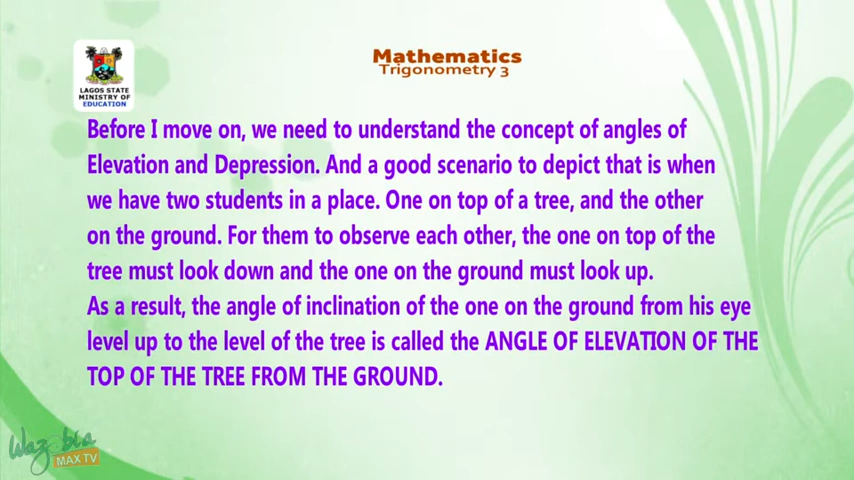 Mathematics
Trigonometry 3
LAGOS STATE
MINISTRY OF
EDUCATION
Before I move on, we need to understand the concept of angles of
Elevation and Depression. And a good scenario to depict that is when
we have two students in a place. One on top of a tree, and the other
on the ground. For them to observe each other, the one on top of the
tree must look down and the one on the ground must look up.
As a result, the angle of inclination of the one on the ground from his eye
level up to the level of the tree is called the ANGLE OF ELEVATION OF THE
TOP OF THE TREE FROM THE GROUND.
Wazobia
MAX TV